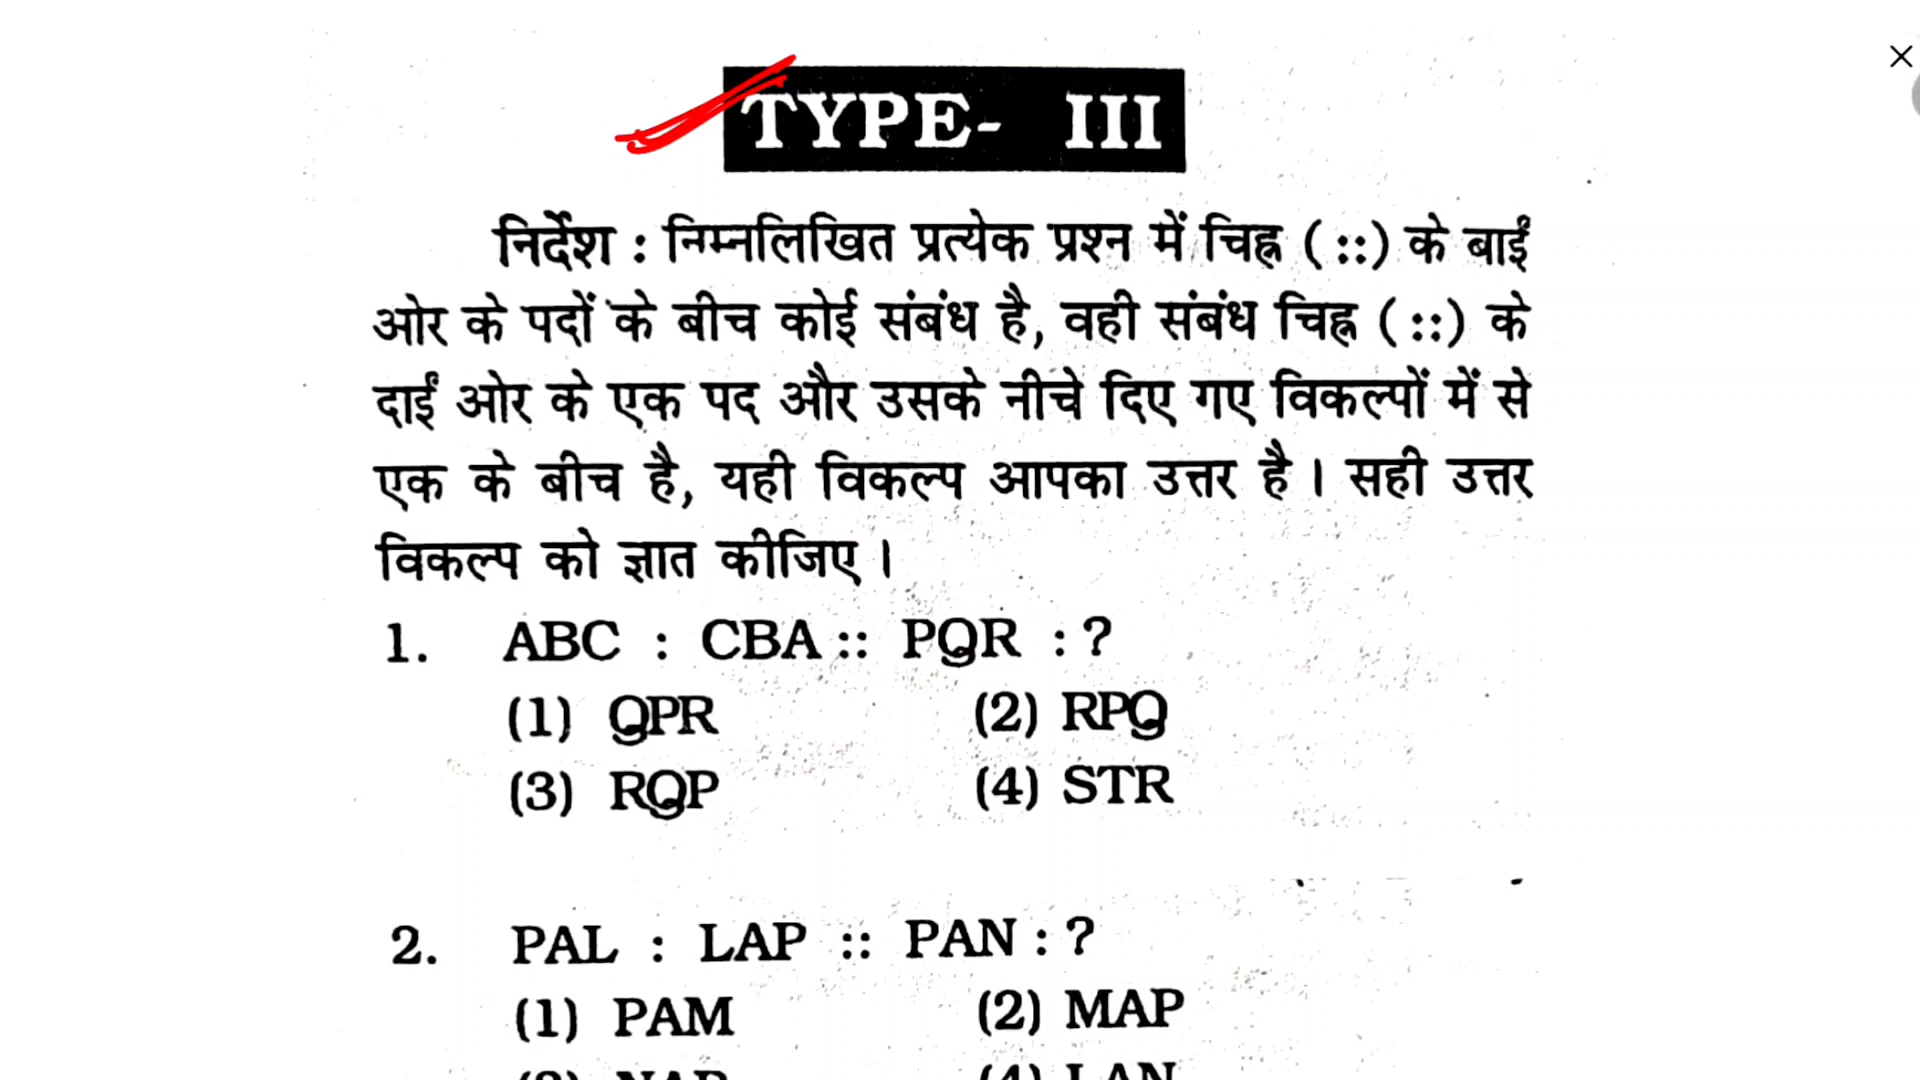 TYPE- III
निर्देश : निम्नलिखित प्रत्येक प्रश्न में चिह्न (::) के बाईं
ओर के पदों के बीच कोई संबंध है, वही संबंध चिह्न (::) के
दाईं ओर के एक पद और उसके नीचे दिए गए विकल्पों में से
एक के बीच है, यही विकल्प आपका उत्तर है । सही उत्तर
विकल्प को ज्ञात कीजिए ।
1. ABC : CBA :: PQR : ?
(1) QPR (2) RPQ
(3) RQP (4) STR
2. PAL : LAP :: PAN : ?
(1) PAM (2) MAP